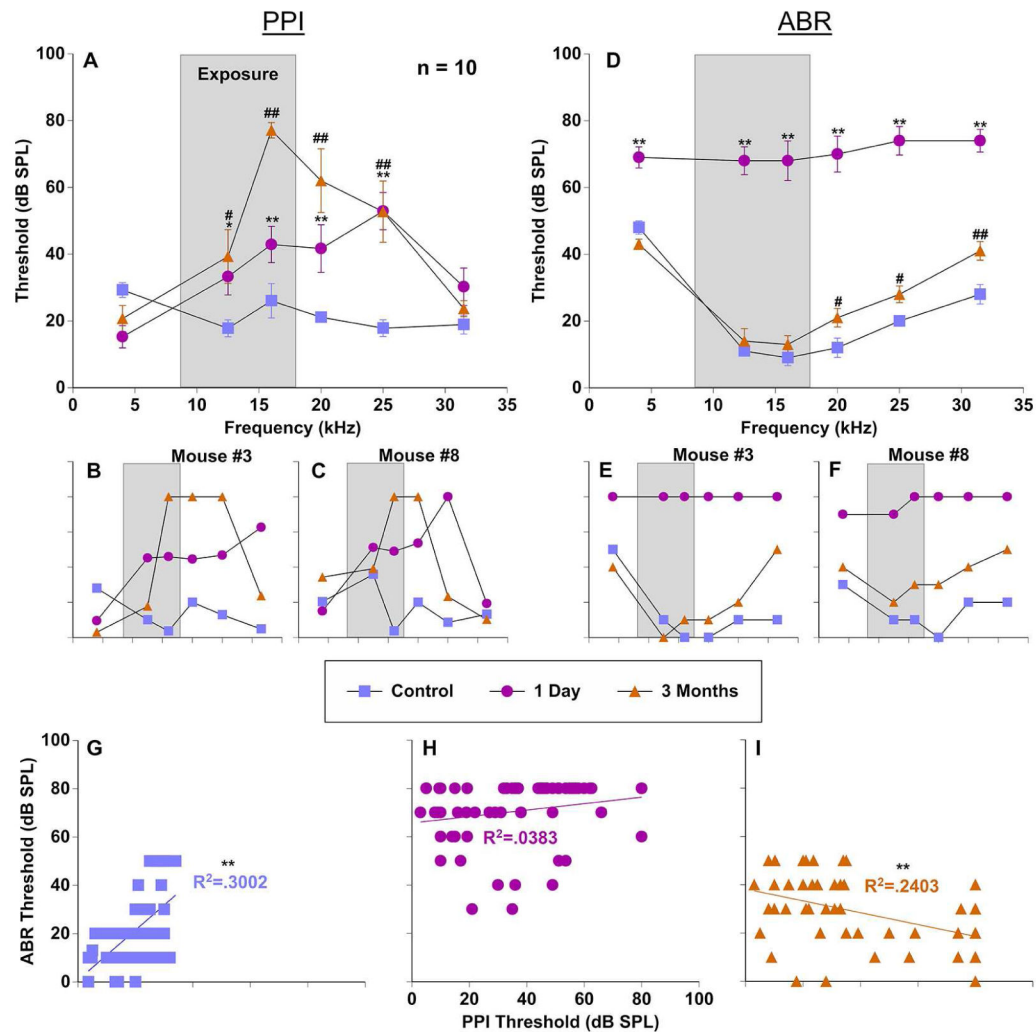 PPI
ABR
A
Exposure
n = 10
D
Threshold (dB SPL)
100
80
60
40
20
0
#
*
##
**
##
**
##
**
0 5 10 15 20 25 30 35
Frequency (kHz)
Threshold (dB SPL)
100
80
60
40
20
0
** ** ** ** ** **
# # ##
0 5 10 15 20 25 30 35
Frequency (kHz)
B Mouse #3
C Mouse #8
E Mouse #3
F Mouse #8
Control 1 Day 3 Months
G
ABR Threshold (dB SPL)
100
80
60
40
20
0
**
R²=.3002
H
R²=.0383
0 20 40 60 80 100
PPI Threshold (dB SPL)
I
**
R²=.2403